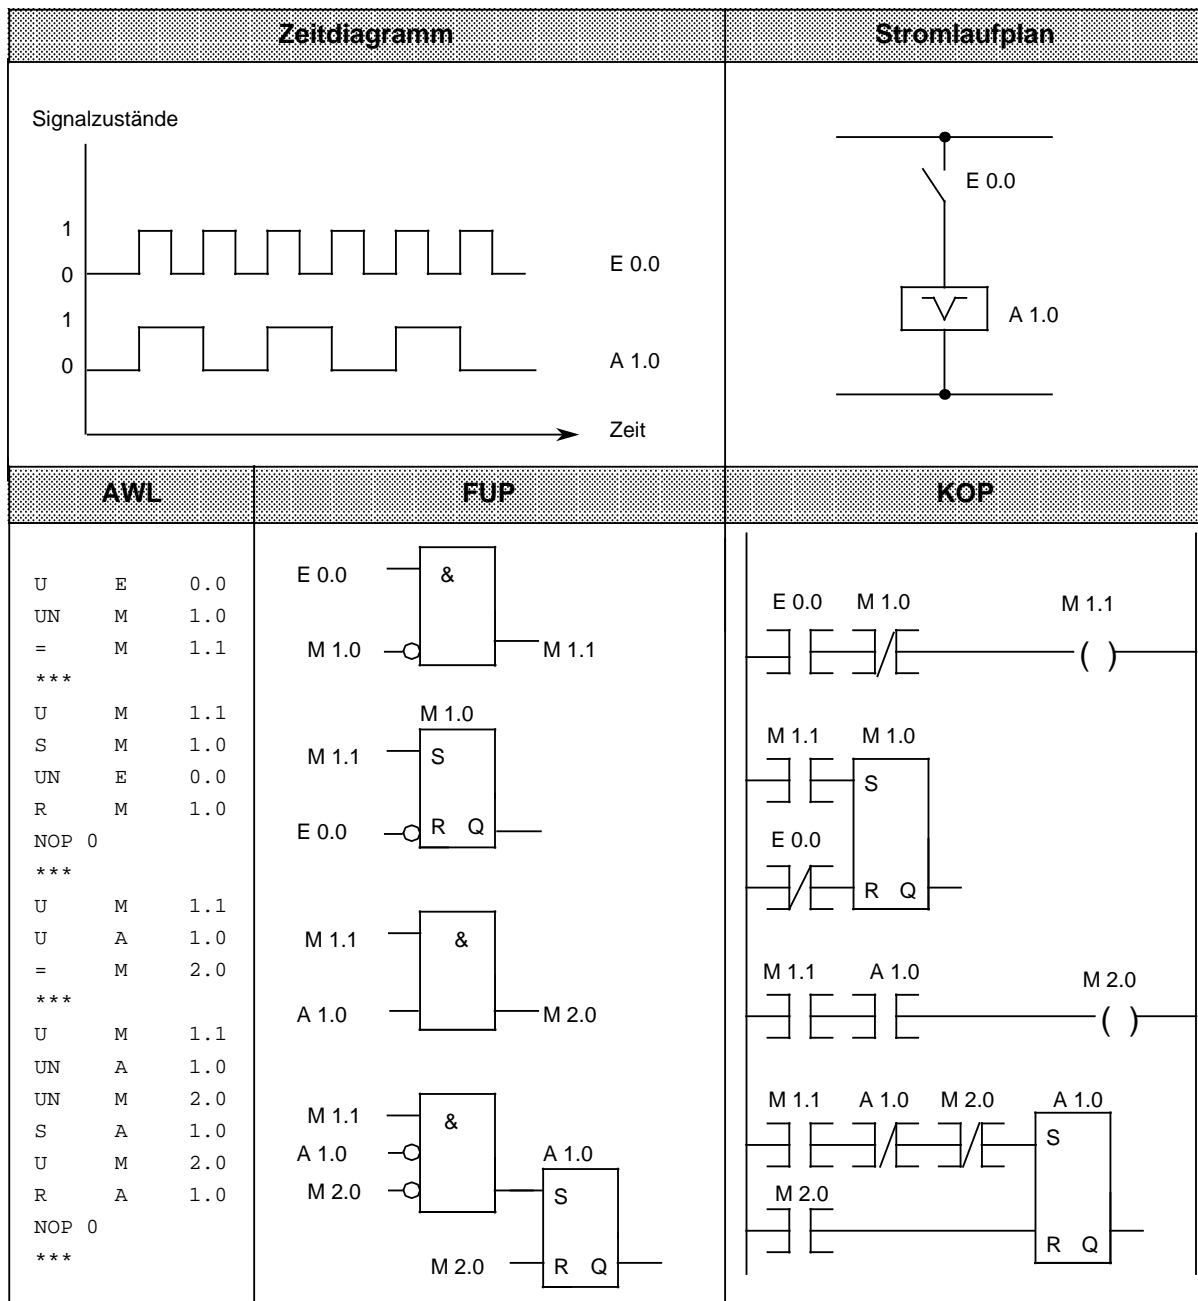 Zeitdiagramm
Stromlaufplan
Signalzustände
1
0
E 0.0
1
0
A 1.0
Zeit
E 0.0
A 1.0
AWL
FUP
KOP
U E 0.0
UN M 1.0
= M 1.1
***
U M 1.1
S M 1.0
UN E 0.0
R M 1.0
NOP 0
***
U M 1.1
U A 1.0
= M 2.0
***
U M 1.1
UN A 1.0
UN M 2.0
S A 1.0
U M 2.0
R A 1.0
NOP 0
***
E 0.0 &
M 1.0 M 1.1
M 1.0
M 1.1 S
E 0.0 R Q
M 1.1 &
A 1.0 M 2.0
M 1.1 &
A 1.0 A 1.0
M 2.0 S
M 2.0 R Q
E 0.0 M 1.0 M 1.1
( )
M 1.1 M 1.0
S
E 0.0
R Q
M 1.1 A 1.0 M 2.0
( )
M 1.1 A 1.0 M 2.0 A 1.0
S
M 2.0
R Q